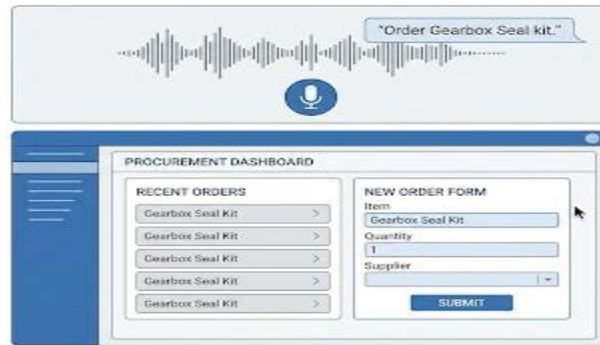 "Order Gearbox Seal kit."
PROCUREMENT DASHBOARD
RECENT ORDERS
Gearbox Seal Kit
Gearbox Seal Kit
Gearbox Seal Kit
Gearbox Seal Kit
Gearbox Seal Kit
NEW ORDER FORM
Item
Gearbox Seal Kit
Quantity
1
Supplier
SUBMIT